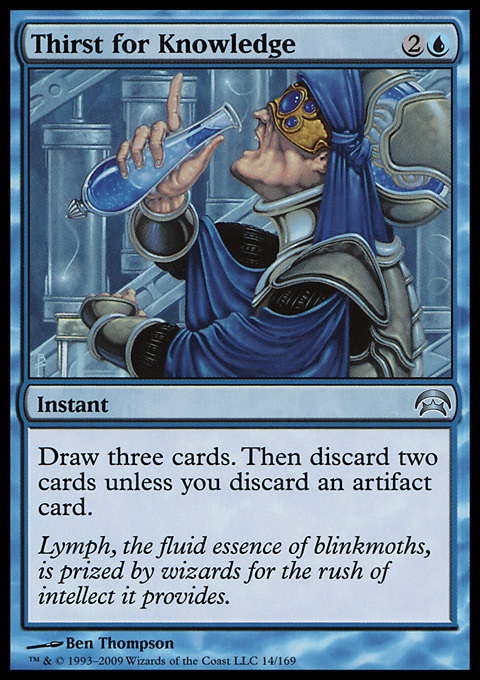 Thirst for Knowledge 2
Instant
Draw three cards. Then discard two
cards unless you discard an artifact
card.
Lymph, the fluid essence of blinkmoths,
is prized by wizards for the rush of
intellect it provides.
Ben Thompson
™ & © 1993–2009 Wizards of the Coast LLC 14/169